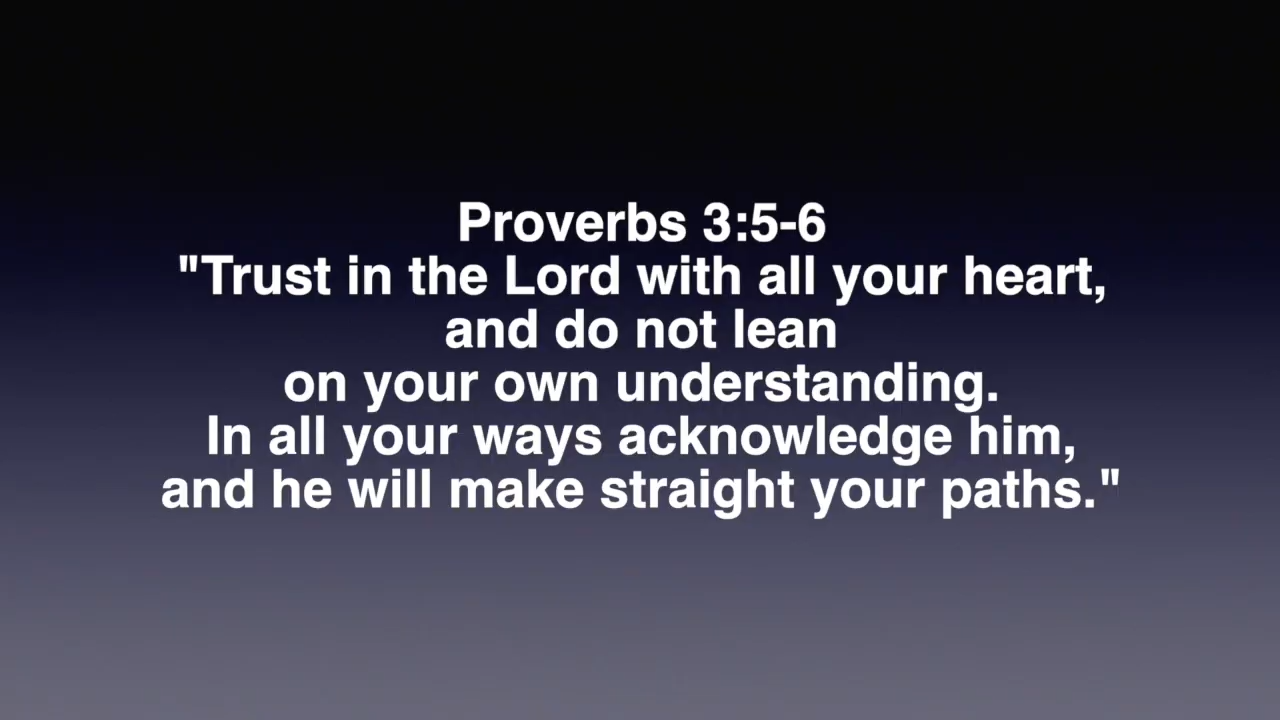 Proverbs 3:5-6
"Trust in the Lord with all your heart,
and do not lean
on your own understanding.
In all your ways acknowledge him,
and he will make straight your paths."